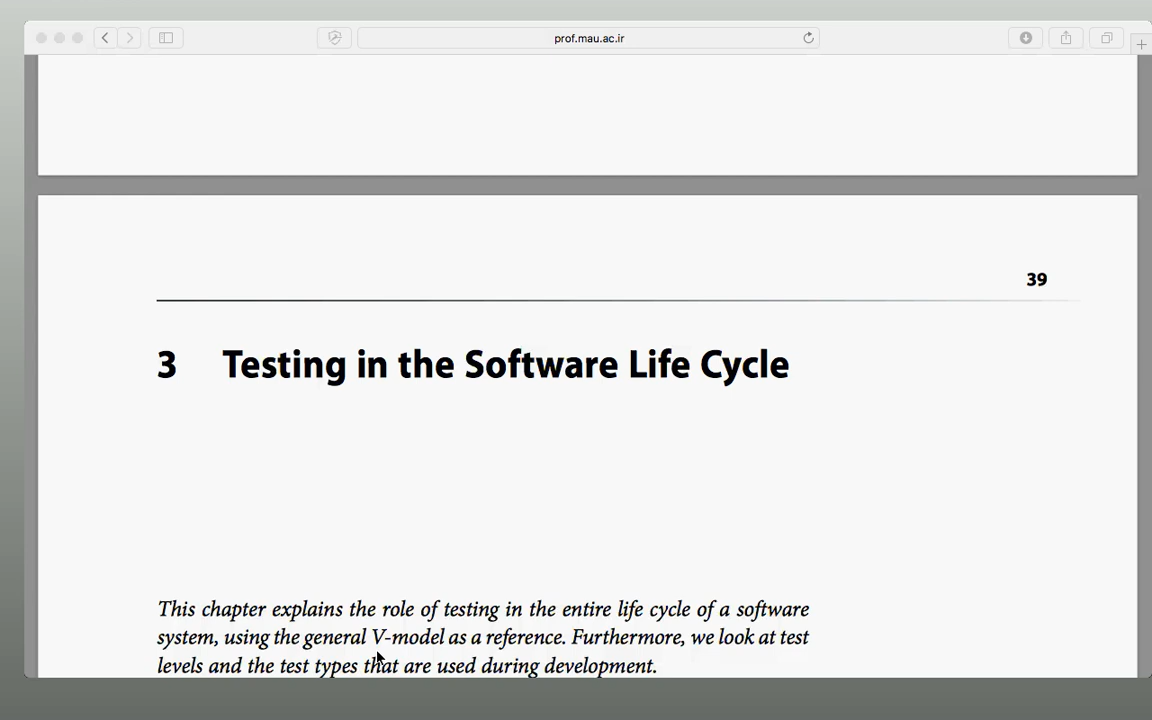 prof.mau.ac.ir
39
3 Testing in the Software Life Cycle
This chapter explains the role of testing in the entire life cycle of a software
system, using the general V-model as a reference. Furthermore, we look at test
levels and the test types that are used during development.